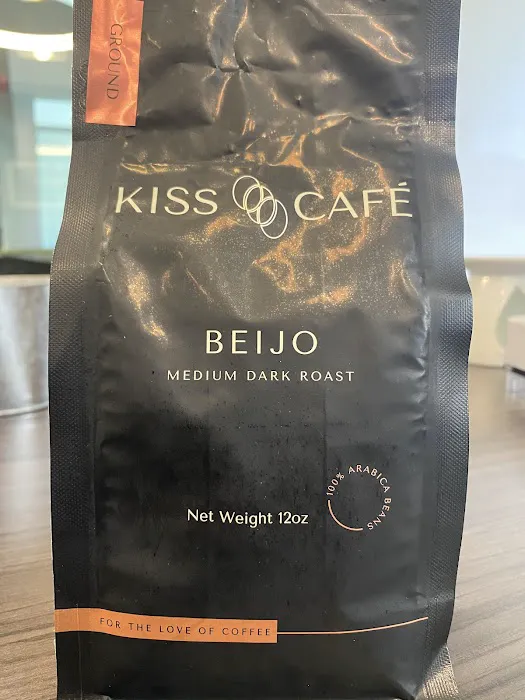 GROUND
KISS CAFÉ
BEIJO
MEDIUM DARK ROAST
100% ARABICA BEANS
Net Weight 12oz
FOR THE LOVE OF COFFEE